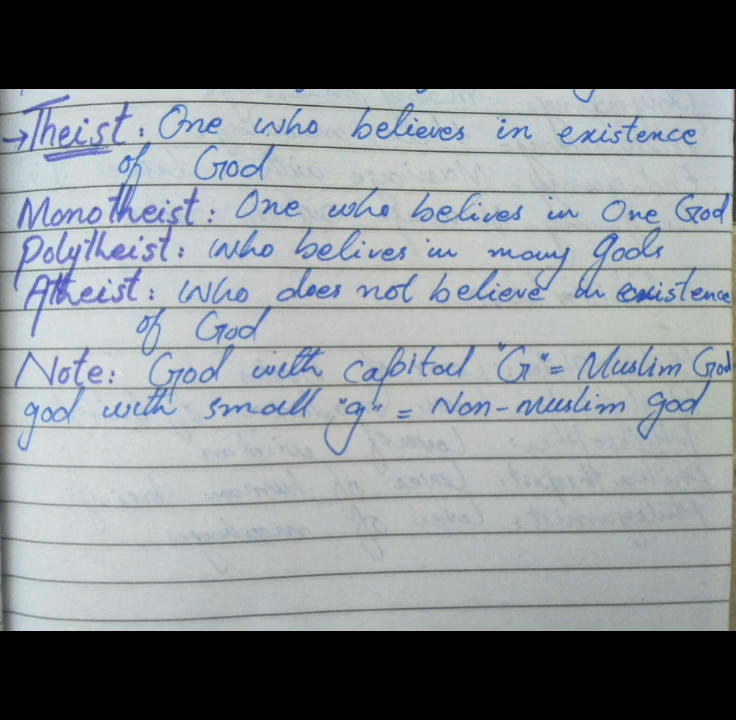 →Theist: One who believes in existence
of God
Monotheist: One who belives in One God
Polytheist: who belives in many gods
Atheist: who does not believe in existence
of God
Note: God with capital "G"= Muslim God
god with small "g" = Non-muslim god